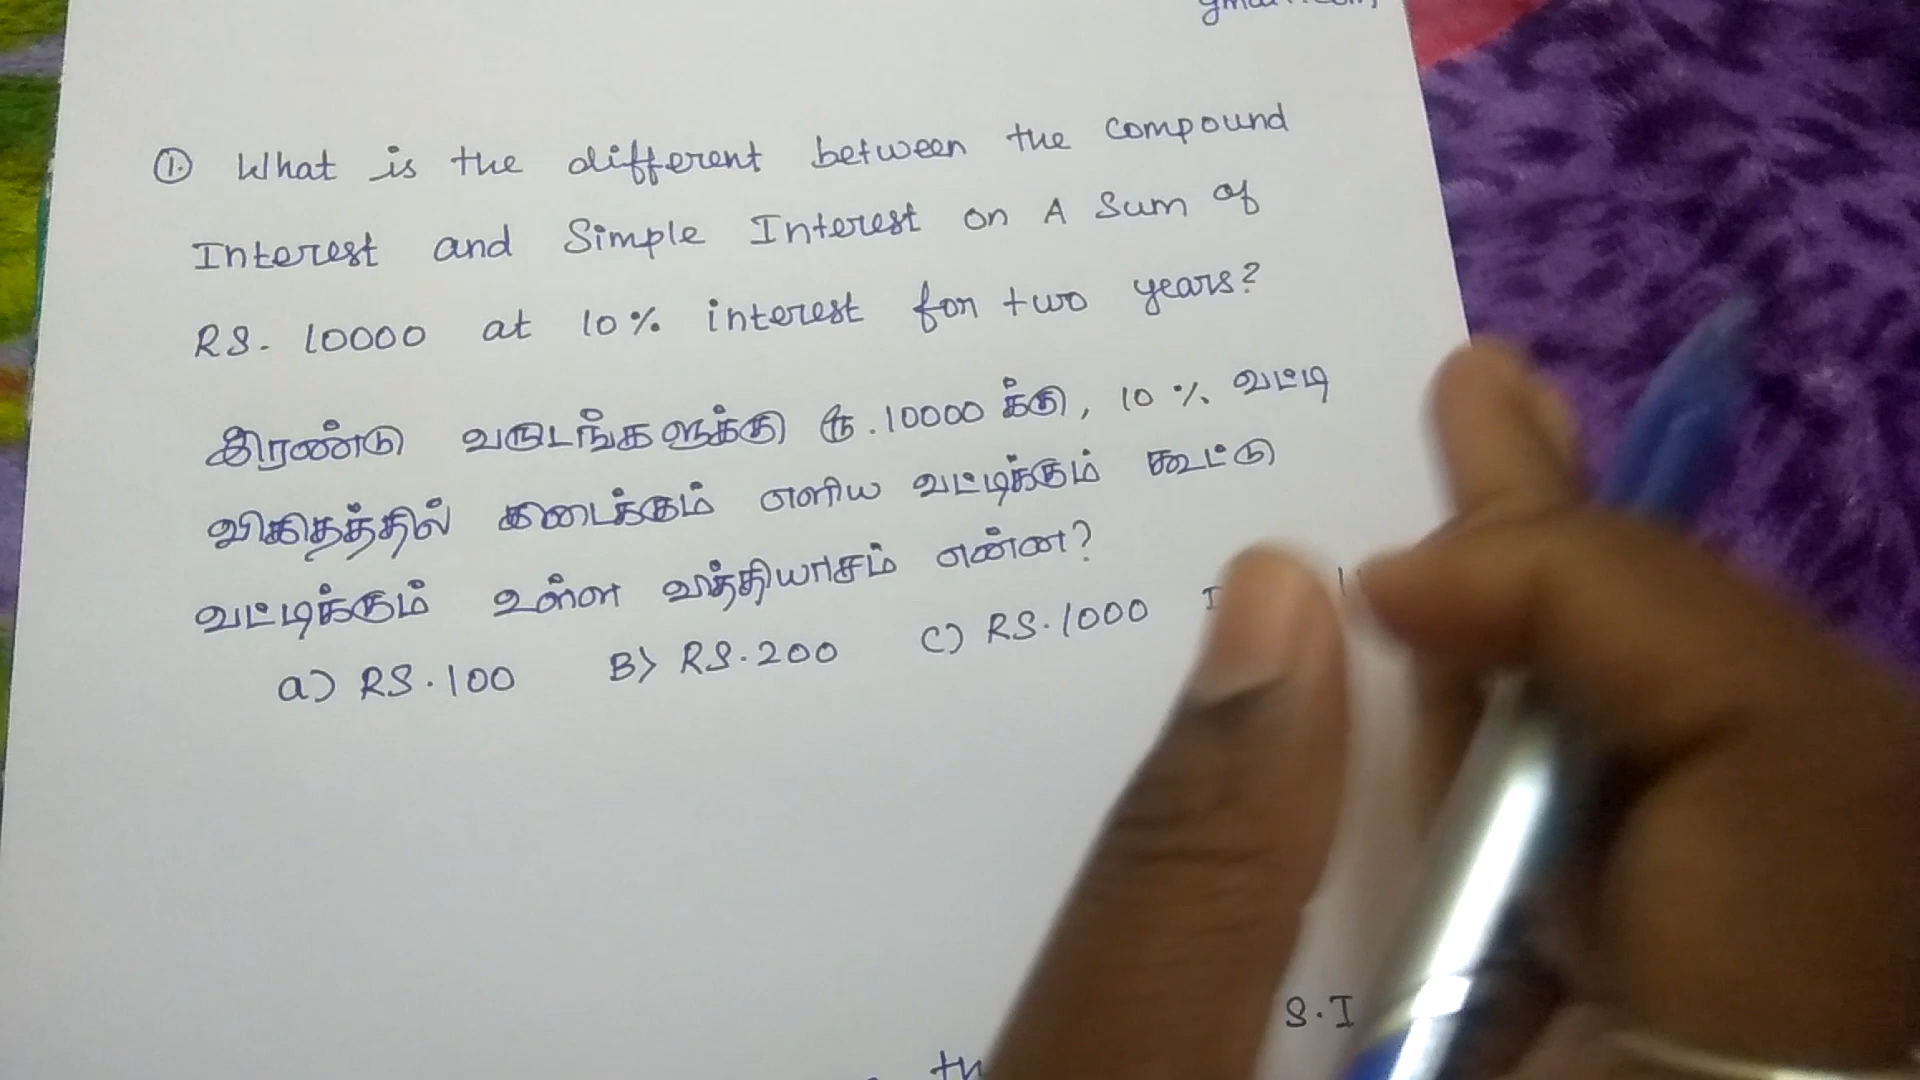 ① What is the different between the compound
Interest and Simple Interest on A Sum of
RS. 10000 at 10% interest for two years?
இரண்டு வருடங்களுக்கு ரூ.10000 க்கு, 10 % வட்டி
விகிதத்தில் கிடைக்கும் எளிய வட்டிக்கும் கூட்டு
வட்டிக்கும் உள்ள வித்தியாசம் என்ன?
a) RS.100 B) RS.200 C) RS.1000
S.I